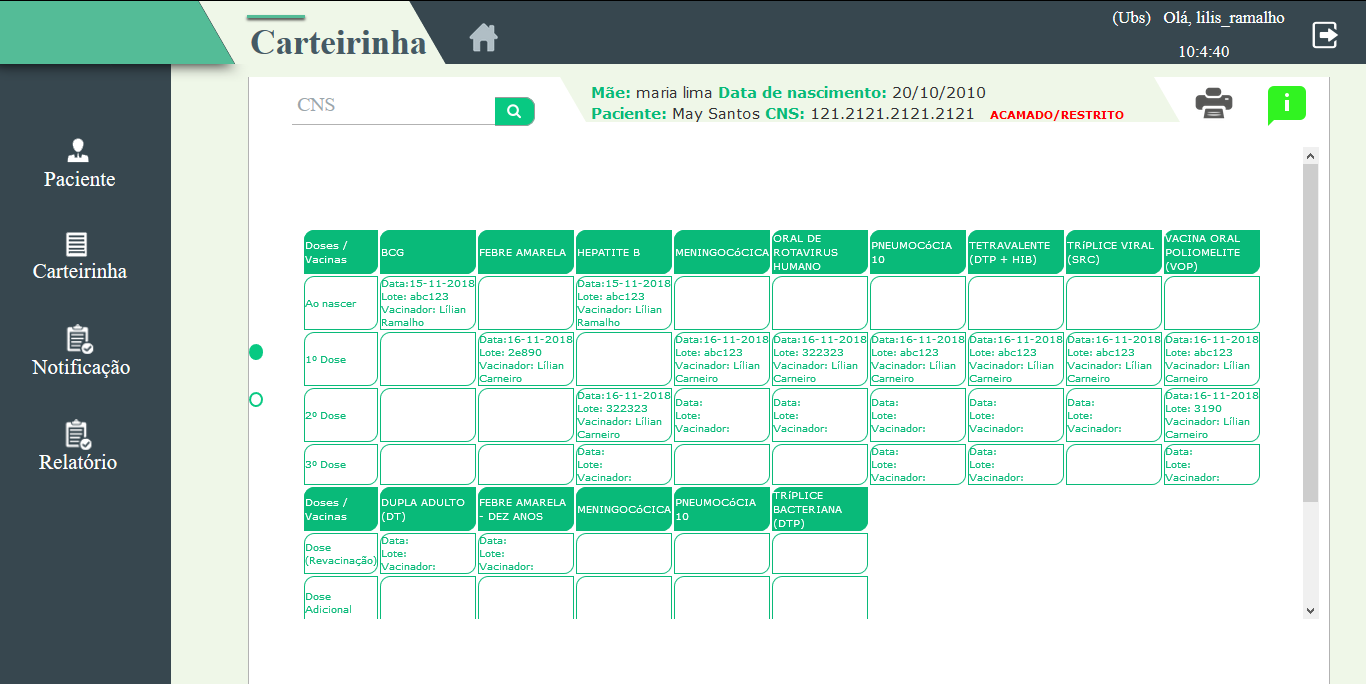 (Ubs) Olá, lilis_ramalho
Carteirinha
10:4:40
CNS
Mãe: maria lima Data de nascimento: 20/10/2010
Paciente: May Santos CNS: 121.2121.2121.2121 ACAMADO/RESTRITO
i
Paciente
Carteirinha
Notificação
Relatório
Doses /
Vacinas
BCG
FEBRE AMARELA
HEPATITE B
MENINGOCóCICA
ORAL DE
ROTAVIRUS
HUMANO
PNEUMOCóCIA
10
TETRAVALENTE
(DTP + HIB)
TRíPLICE VIRAL
(SRC)
VACINA ORAL
POLIOMELITE
(VOP)
Ao nascer
Data:15-11-2018
Lote: abc123
Vacinador: Lílian
Ramalho
Data:15-11-2018
Lote: abc123
Vacinador: Lílian
Ramalho
1º Dose
Data:16-11-2018
Lote: 2e890
Vacinador: Lílian
Carneiro
Data:16-11-2018
Lote: abc123
Vacinador: Lílian
Carneiro
Data:16-11-2018
Lote: 322323
Vacinador: Lílian
Carneiro
Data:16-11-2018
Lote: abc123
Vacinador: Lílian
Carneiro
Data:16-11-2018
Lote: abc123
Vacinador: Lílian
Carneiro
Data:16-11-2018
Lote: abc123
Vacinador: Lílian
Carneiro
Data:16-11-2018
Lote: abc123
Vacinador: Lílian
Carneiro
2º Dose
Data:16-11-2018
Lote: 322323
Vacinador: Lílian
Carneiro
Data:
Lote:
Vacinador:
Data:
Lote:
Vacinador:
Data:
Lote:
Vacinador:
Data:
Lote:
Vacinador:
Data:
Lote:
Vacinador:
Data:16-11-2018
Lote: 3190
Vacinador: Lílian
Carneiro
3º Dose
Data:
Lote:
Vacinador:
Data:
Lote:
Vacinador:
Data:
Lote:
Vacinador:
Data:
Lote:
Vacinador:
Doses /
Vacinas
DUPLA ADULTO
(DT)
FEBRE AMARELA
- DEZ ANOS
MENINGOCóCICA
PNEUMOCóCIA
10
TRíPLICE
BACTERIANA
(DTP)
Dose
(Revacinação)
Data:
Lote:
Vacinador:
Data:
Lote:
Vacinador:
Dose
Adicional